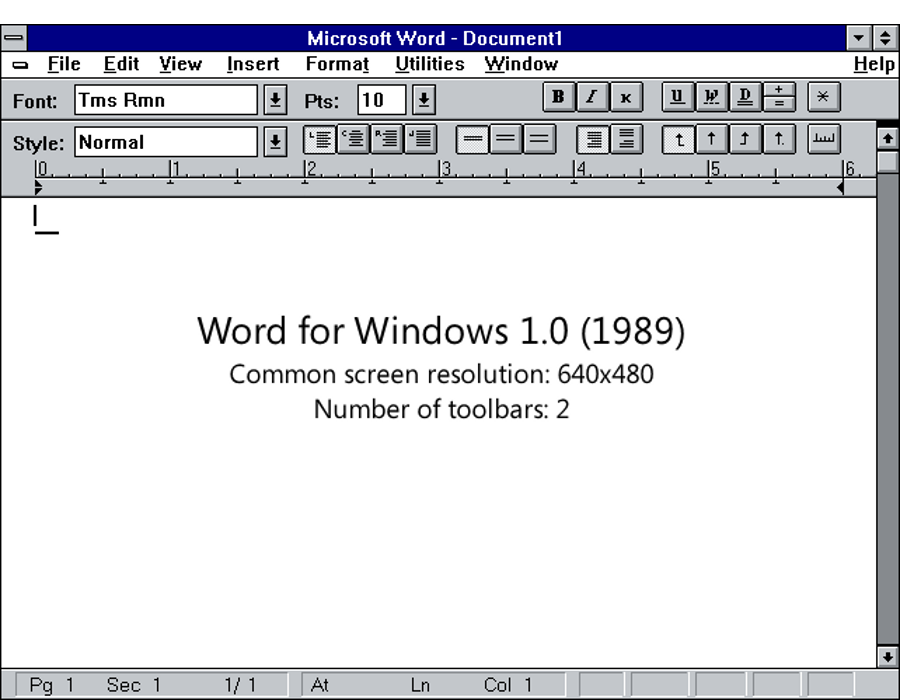 Microsoft Word - Document1
File Edit View Insert Format Utilities Window Help
Font: Tms Rmn Pts: 10 B I K U W D + = *
Style: Normal L C R J
0 1 2 3 4 5 6
Word for Windows 1.0 (1989)
Common screen resolution: 640x480
Number of toolbars: 2
Pg 1 Sec 1 1/ 1 At Ln Col 1